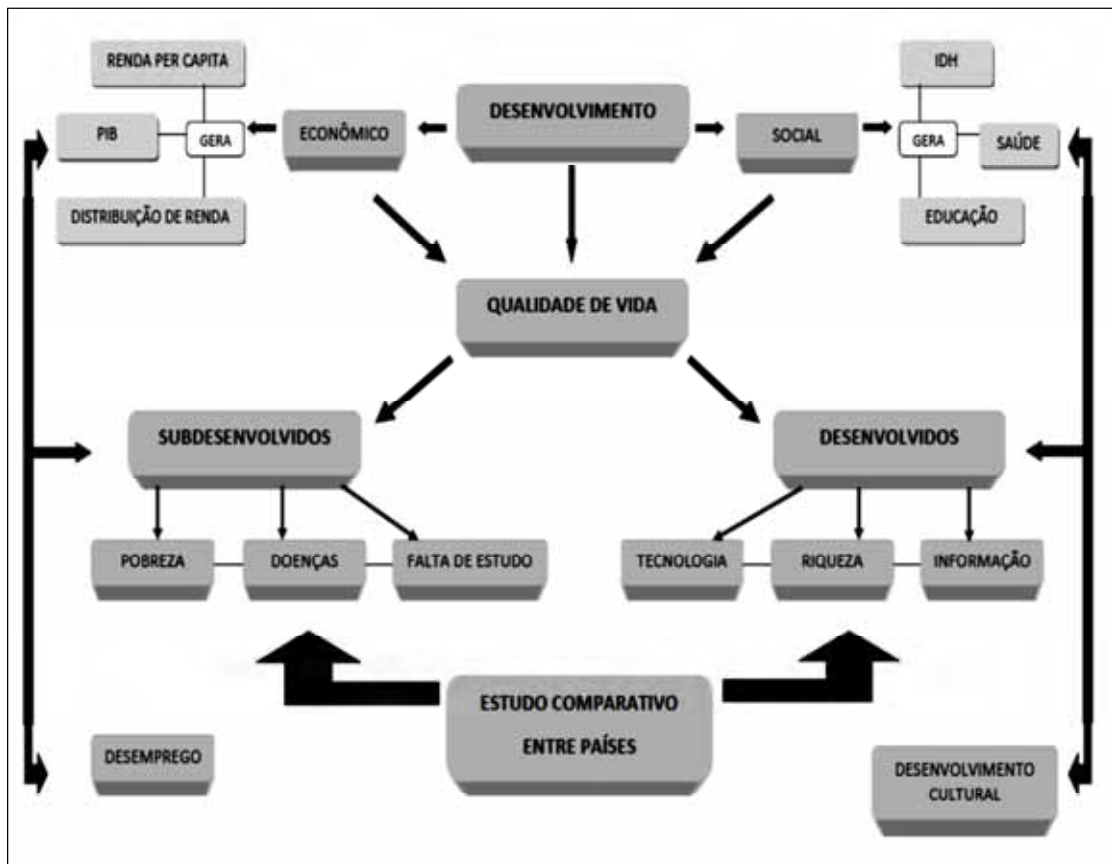 RENDA PER CAPITA
IDH
DESENVOLVIMENTO
PIB
GERA
ECONÔMICO
SOCIAL
GERA
SAÚDE
DISTRIBUIÇÃO DE RENDA
EDUCAÇÃO
QUALIDADE DE VIDA
SUBDESENVOLVIDOS
DESENVOLVIDOS
POBREZA
DOENÇAS
FALTA DE ESTUDO
TECNOLOGIA
RIQUEZA
INFORMAÇÃO
ESTUDO COMPARATIVO
ENTRE PAÍSES
DESEMPREGO
DESENVOLVIMENTO
CULTURAL